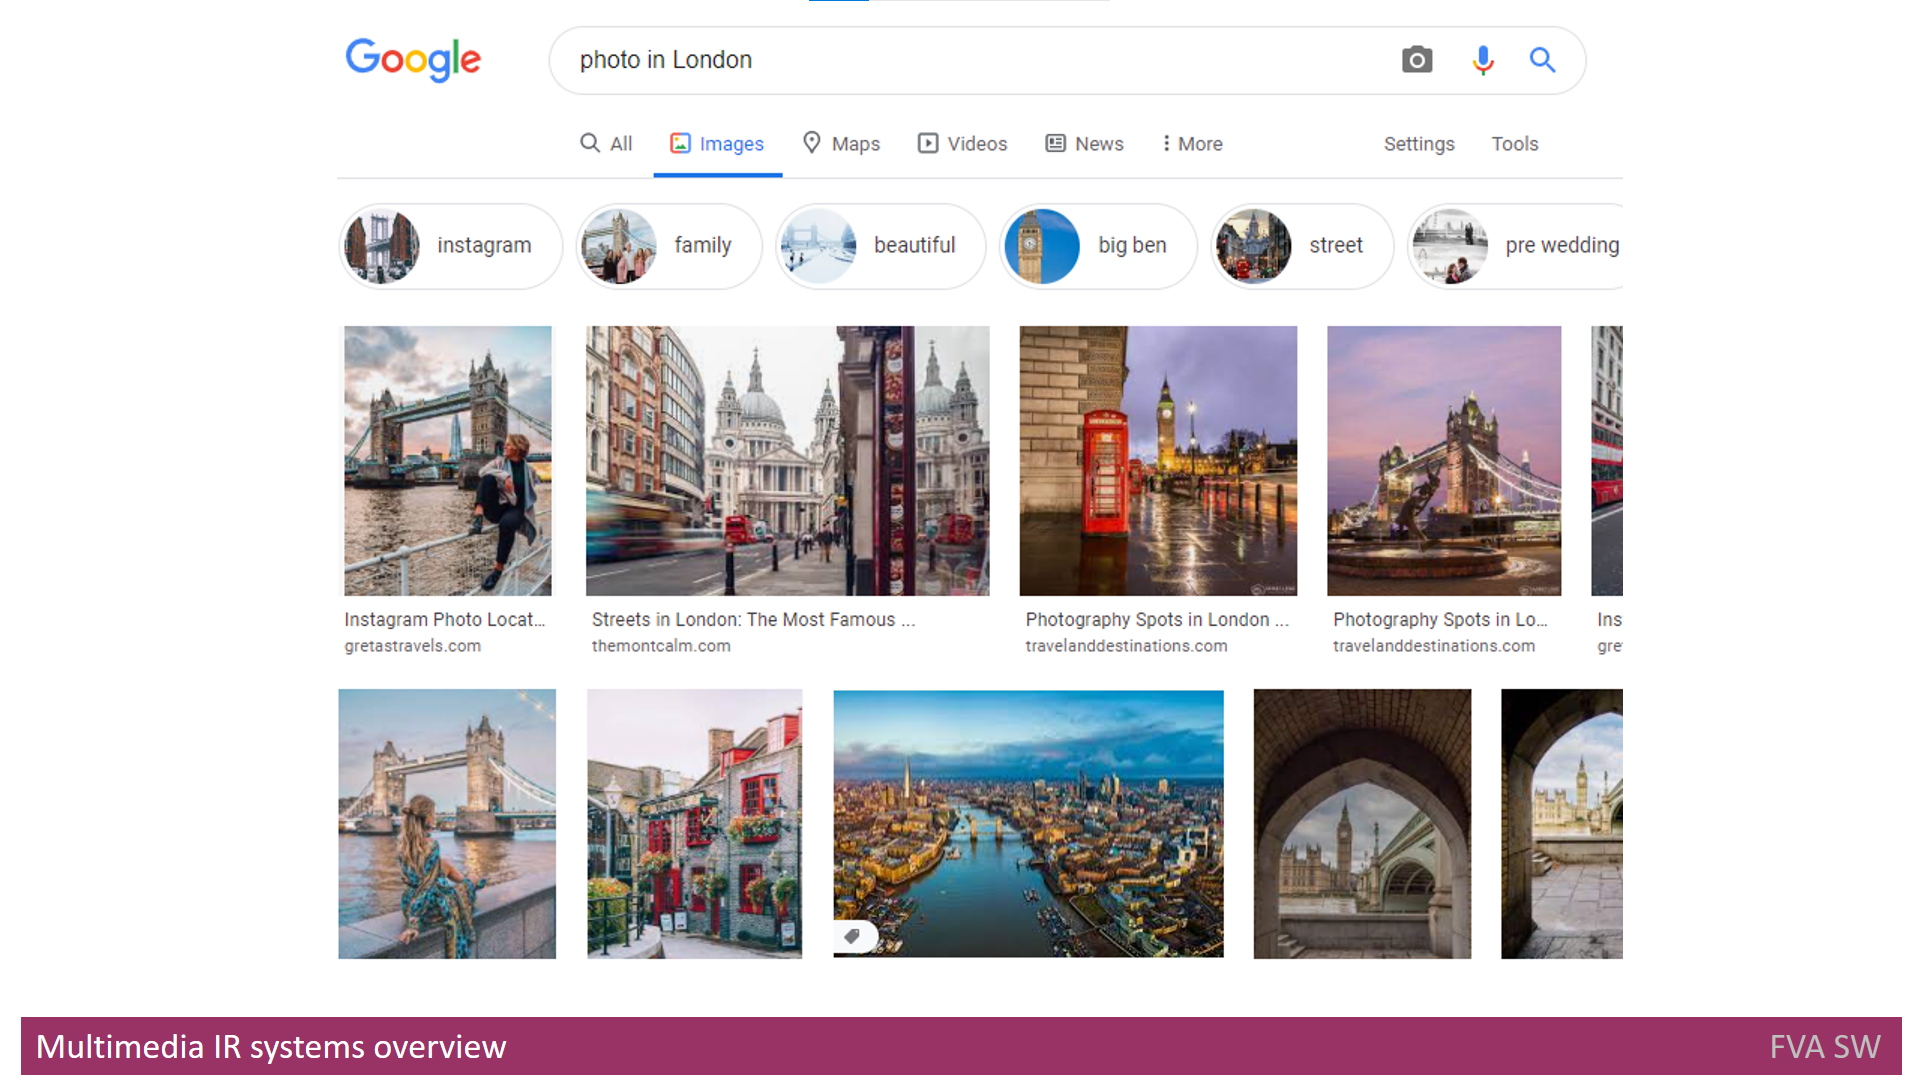 Google
photo in London
All Images Maps Videos News More Settings Tools
instagram family beautiful big ben street pre wedding
Instagram Photo Locat... Streets in London: The Most Famous ... Photography Spots in London ... Photography Spots in Lo... Ins
gretastravels.com themontcalm.com travelanddestinations.com travelanddestinations.com gre
Multimedia IR systems overview FVA SW